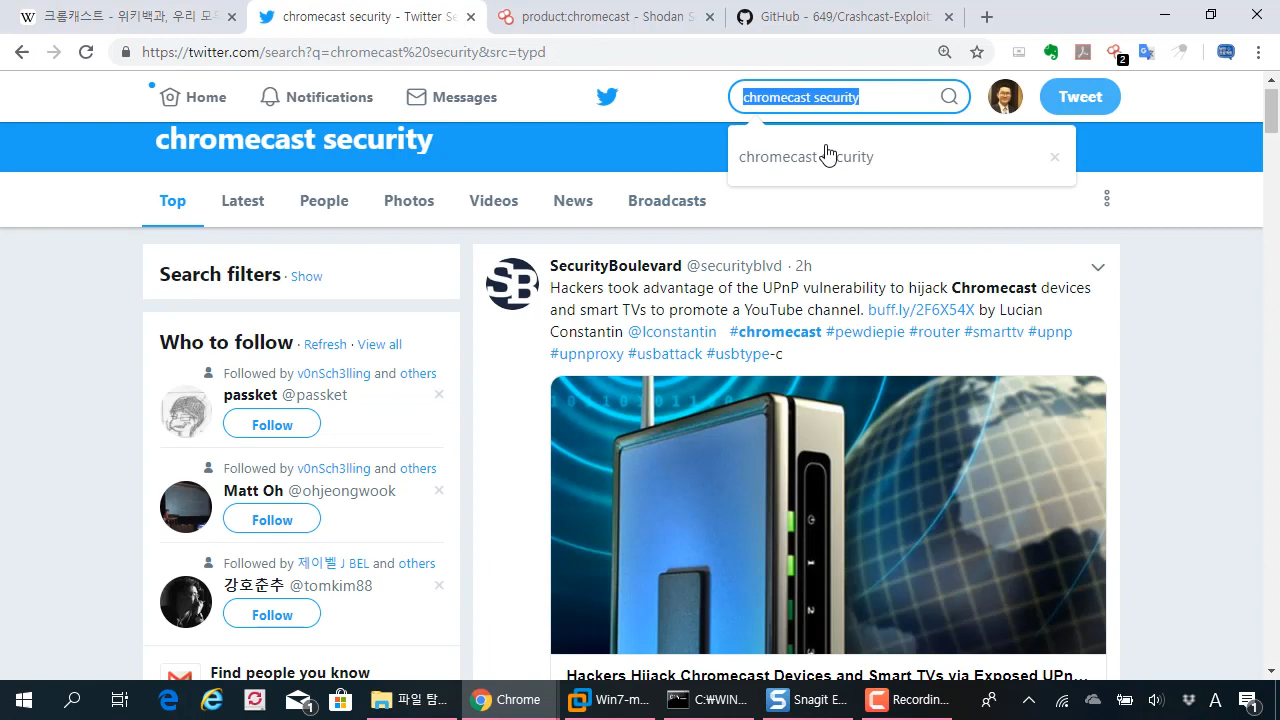 크롬캐스트 - 위키백과, 우리 모두
chromecast security - Twitter Se
product:chromecast - Shodan S
GitHub - 649/Crashcast-Exploit:
https://twitter.com/search?q=chromecast%20security&src=typd
2
Home
Notifications
Messages
chromecast security
Tweet
chromecast security
chromecast security
Top
Latest
People
Photos
Videos
News
Broadcasts
Search filters · Show
Who to follow · Refresh · View all
Followed by v0nSch3lling and others
passket @passket
Follow
Followed by v0nSch3lling and others
Matt Oh @ohjeongwook
Follow
Followed by 제이벨 J BEL and others
강호춘추 @tomkim88
Follow
Find people you know
SB
SecurityBoulevard @securityblvd · 2h
Hackers took advantage of the UPnP vulnerability to hijack Chromecast devices
and smart TVs to promote a YouTube channel. buff.ly/2F6X54X by Lucian
Constantin @lconstantin #chromecast #pewdiepie #router #smarttv #upnp
#upnpproxy #usbattack #usbtype-c
1
2
Hackers Hijack Chromecast Devices and Smart TVs via Exposed UPn...
1
파일 탐...
Chrome
Win7-m...
C:₩WIN...
Snagit E...
Recordin...
A
1